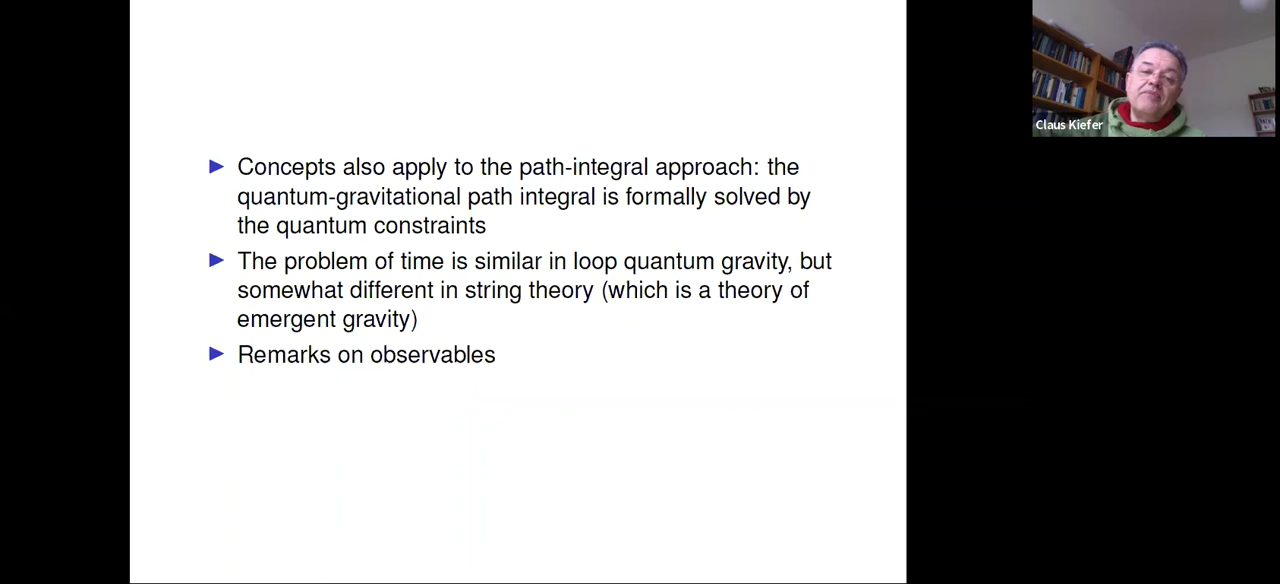 Concepts also apply to the path-integral approach: the
quantum-gravitational path integral is formally solved by
the quantum constraints
The problem of time is similar in loop quantum gravity, but
somewhat different in string theory (which is a theory of
emergent gravity)
Remarks on observables
Claus Kiefer